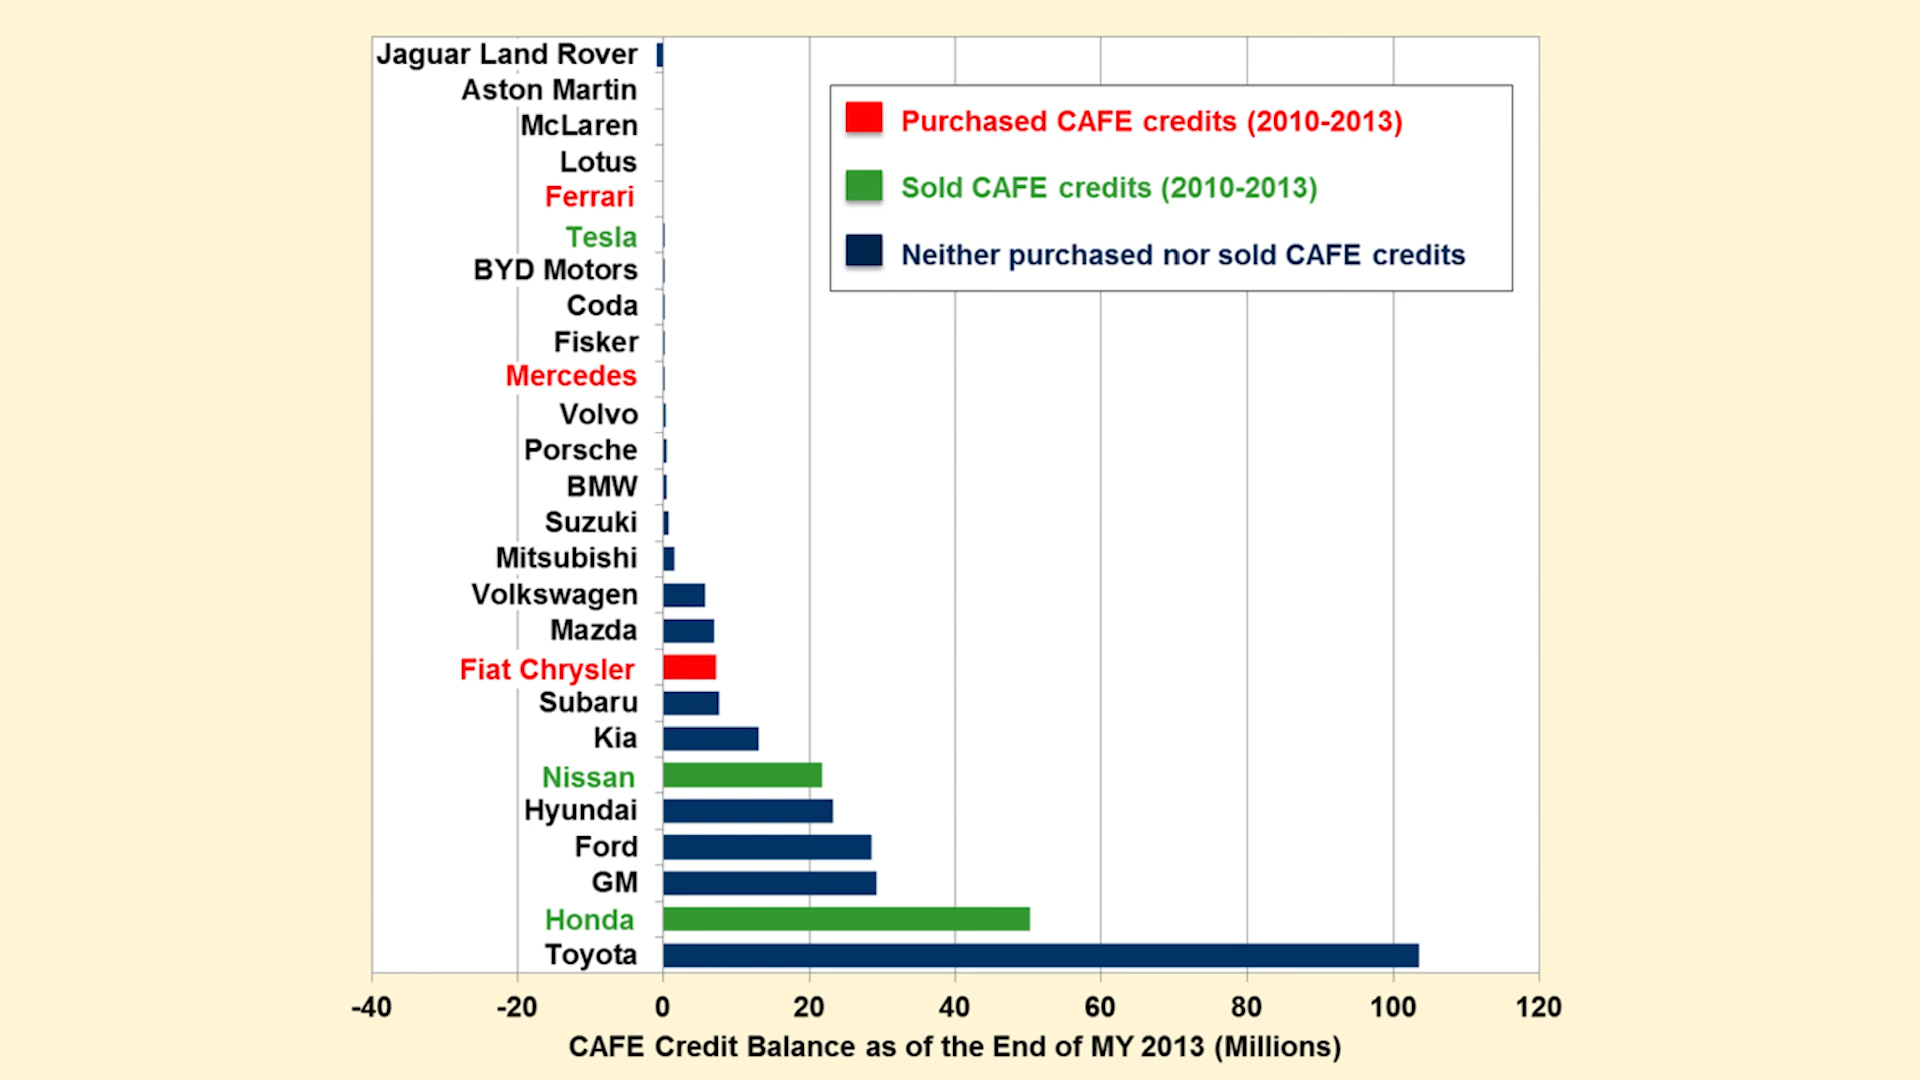 Jaguar Land Rover
Aston Martin
McLaren
Lotus
Ferrari
Tesla
BYD Motors
Coda
Fisker
Mercedes
Volvo
Porsche
BMW
Suzuki
Mitsubishi
Volkswagen
Mazda
Fiat Chrysler
Subaru
Kia
Nissan
Hyundai
Ford
GM
Honda
Toyota
Purchased CAFE credits (2010-2013)
Sold CAFE credits (2010-2013)
Neither purchased nor sold CAFE credits
-40 -20 0 20 40 60 80 100 120
CAFE Credit Balance as of the End of MY 2013 (Millions)